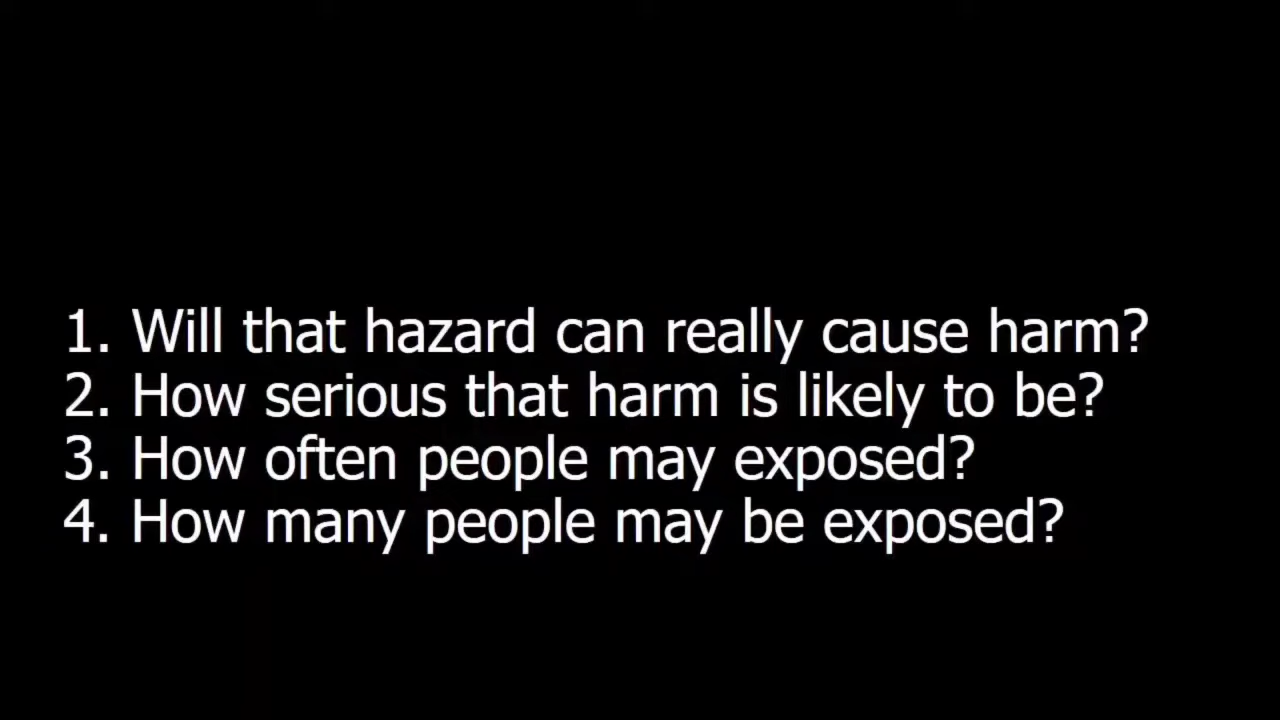 1. Will that hazard can really cause harm?
2. How serious that harm is likely to be?
3. How often people may exposed?
4. How many people may be exposed?